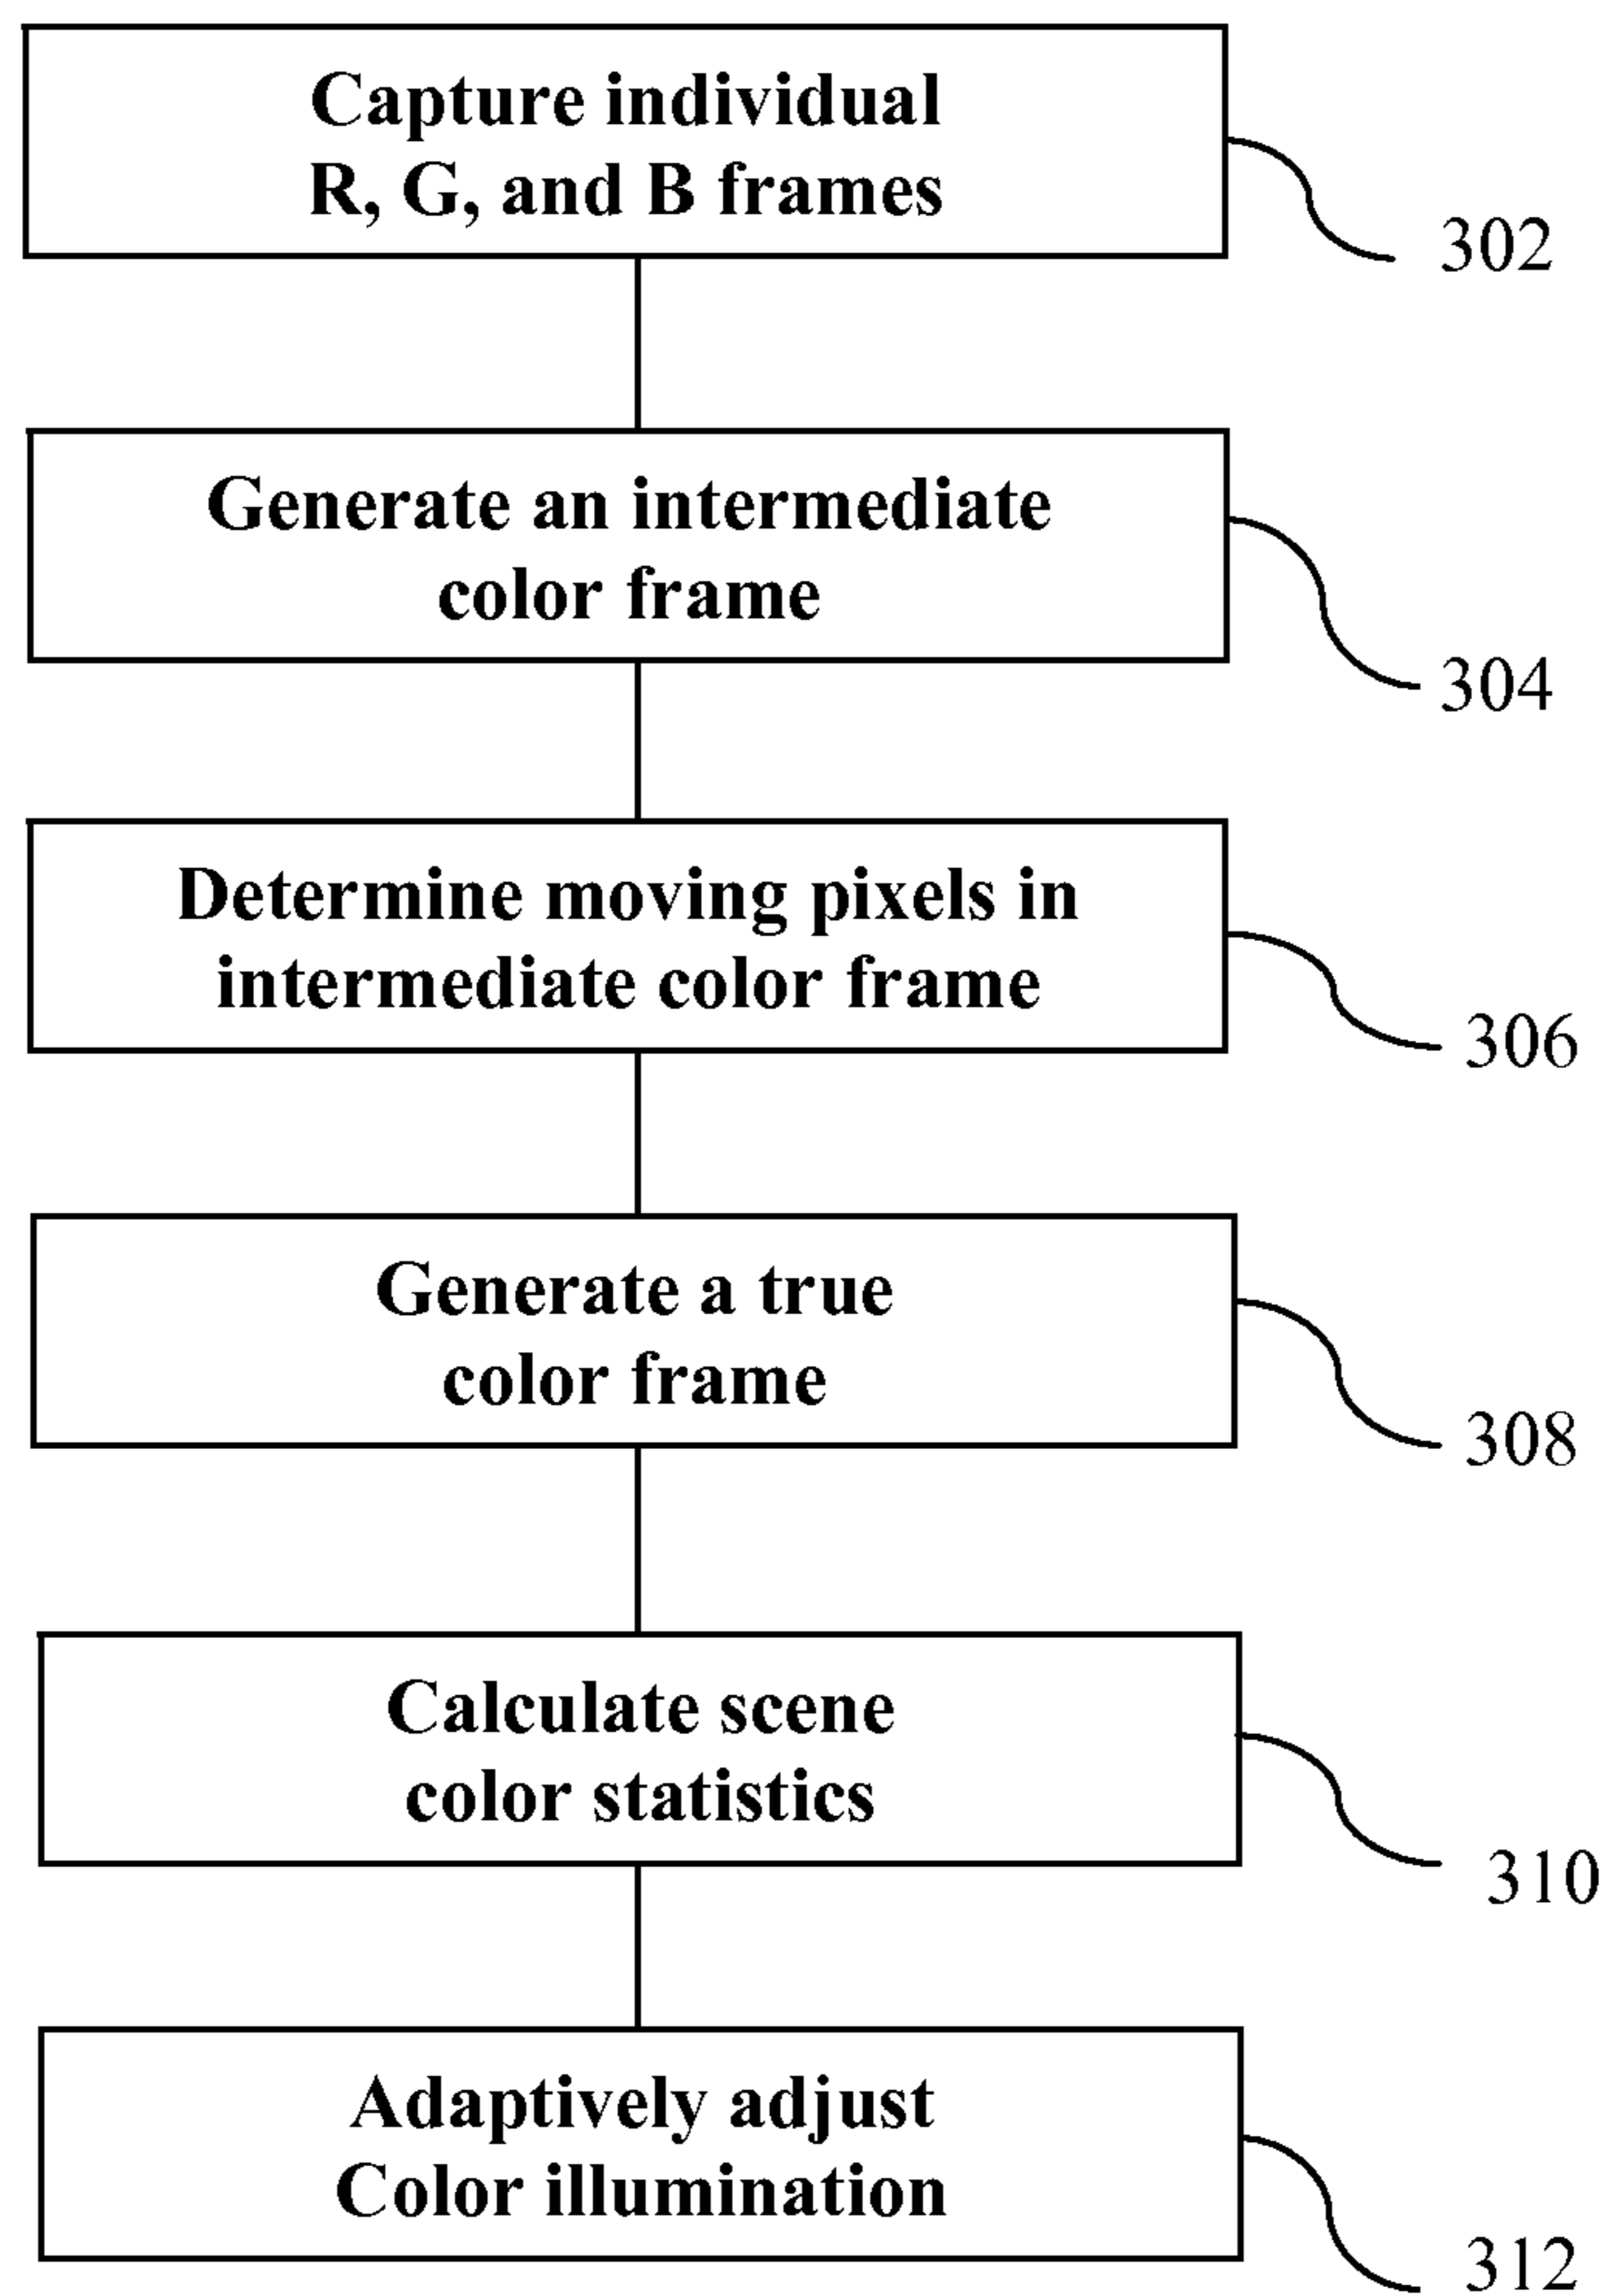 Capture individual
R, G, and B frames
302
Generate an intermediate
color frame
304
Determine moving pixels in
intermediate color frame
306
Generate a true
color frame
308
Calculate scene
color statistics
310
Adaptively adjust
Color illumination
312